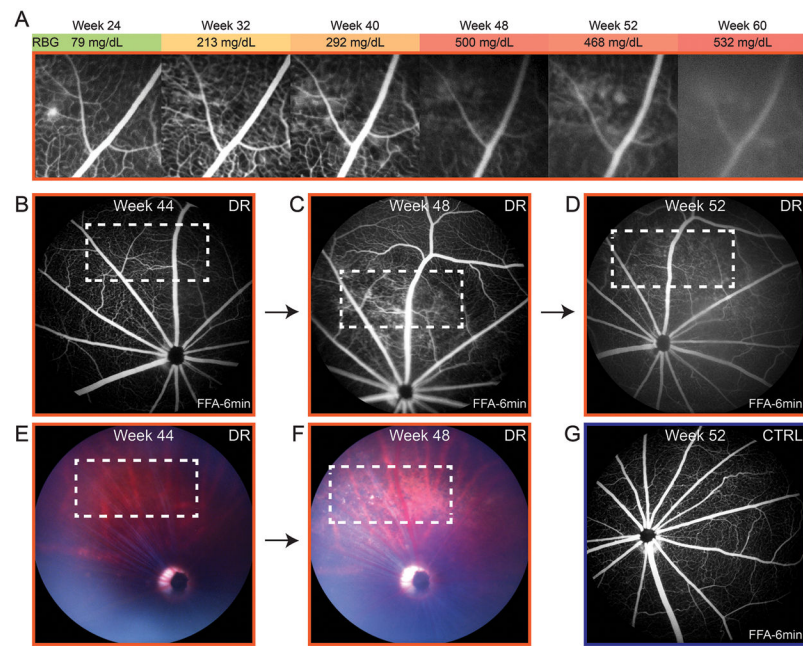 A
Week 24 Week 32 Week 40 Week 48 Week 52 Week 60
RBG 79 mg/dL 213 mg/dL 292 mg/dL 500 mg/dL 468 mg/dL 532 mg/dL
B Week 44 DR
FFA-6min
C Week 48 DR
FFA-6min
D Week 52 DR
FFA-6min
E Week 44 DR
F Week 48 DR
G Week 52 CTRL
FFA-6min